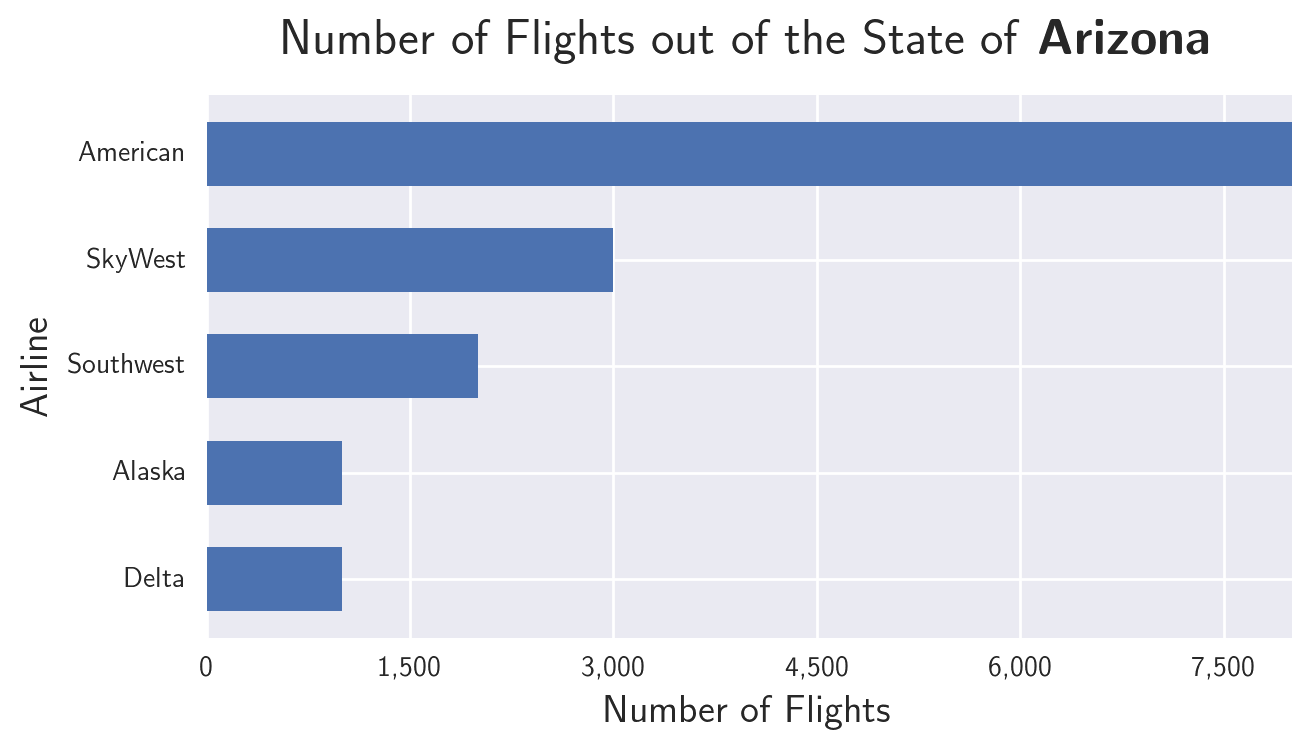 Number of Flights out of the State of Arizona
American
SkyWest
Southwest
Alaska
Delta
Airline
0 1,500 3,000 4,500 6,000 7,500
Number of Flights